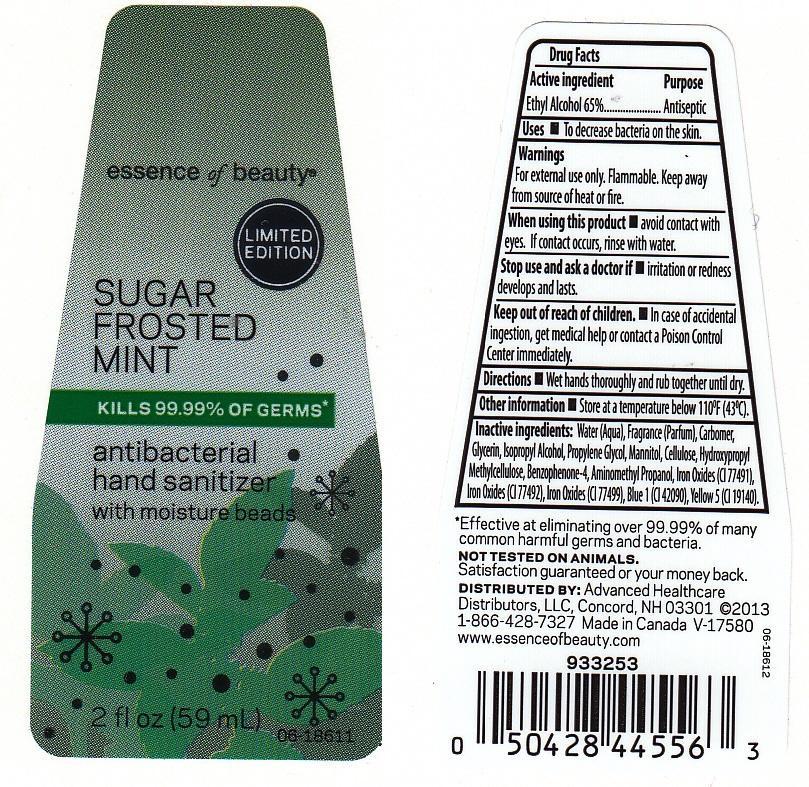 essence of beauty®
LIMITED
EDITION
SUGAR
FROSTED
MINT
KILLS 99.99% OF GERMS*
antibacterial
hand sanitizer
with moisture beads
2 fl oz (59 mL)
06-18611
Drug Facts
Active ingredient Purpose
Ethyl Alcohol 65%..................... Antiseptic
Uses ■ To decrease bacteria on the skin.
Warnings
For external use only. Flammable. Keep away
from source of heat or fire.
When using this product ■ avoid contact with
eyes. If contact occurs, rinse with water.
Stop use and ask a doctor if ■ irritation or redness
develops and lasts.
Keep out of reach of children. ■ In case of accidental
ingestion, get medical help or contact a Poison Control
Center immediately.
Directions ■ Wet hands thoroughly and rub together until dry.
Other information ■ Store at a temperature below 110ºF (43ºC).
Inactive ingredients: Water (Aqua), Fragrance (Parfum), Carbomer,
Glycerin, Isopropyl Alcohol, Propylene Glycol, Mannitol, Cellulose, Hydroxypropyl
Methylcellulose, Benzophenone-4, Aminomethyl Propanol, Iron Oxides (CI 77491),
Iron Oxides (CI 77492), Iron Oxides (CI 77499), Blue 1 (CI 42090), Yellow 5 (CI 19140).
*Effective at eliminating over 99.99% of many
common harmful germs and bacteria.
NOT TESTED ON ANIMALS.
Satisfaction guaranteed or your money back.
DISTRIBUTED BY: Advanced Healthcare
Distributors, LLC, Concord, NH 03301 ©2013
1-866-428-7327 Made in Canada V-17580
www.essenceofbeauty.com
06-18612
933253
0 50428 44556 3